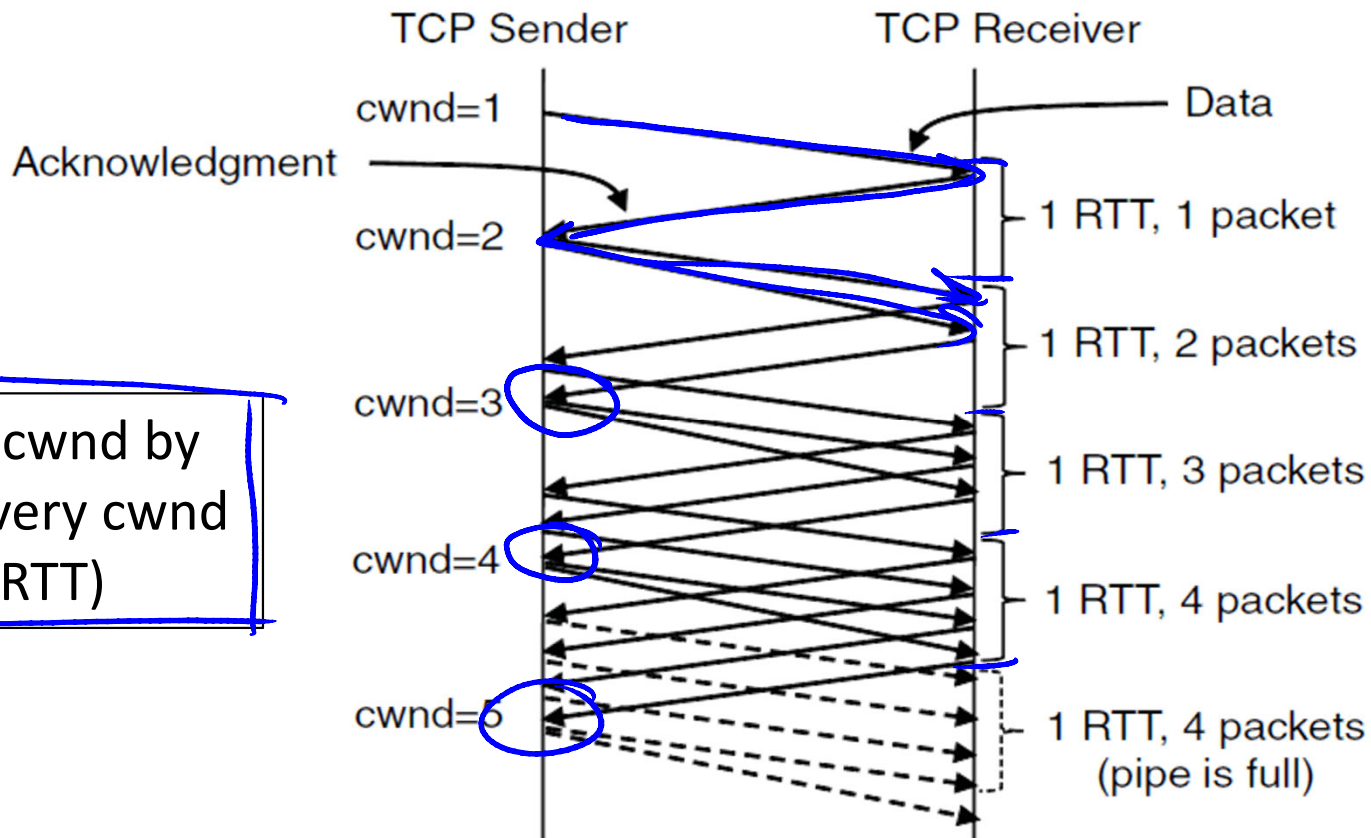 TCP Sender
TCP Receiver
cwnd=1
Data
Acknowledgment
1 RTT, 1 packet
cwnd=2
1 RTT, 2 packets
cwnd=3
cwnd by
very cwnd
1 RTT, 3 packets
cwnd=4
RTT)
1 RTT, 4 packets
cwnd=5
1 RTT, 4 packets
(pipe is full)